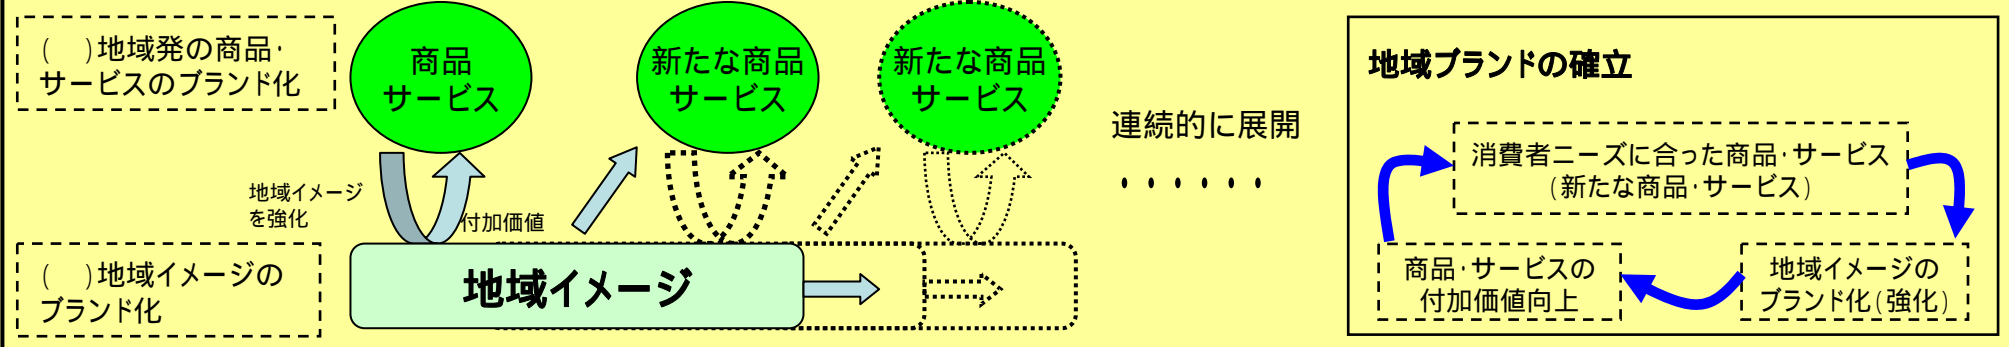 (　)地域発の商品・
サービスのブランド化
商品
サービス
新たな商品
サービス
新たな商品
サービス
連続的に展開
・・・・・・
地域イメージ
を強化
付加価値
(　)地域イメージの
ブランド化
地域イメージ
地域ブランドの確立
消費者ニーズに合った商品・サービス
(新たな商品・サービス)
商品・サービスの
付加価値向上
地域イメージの
ブランド化(強化)